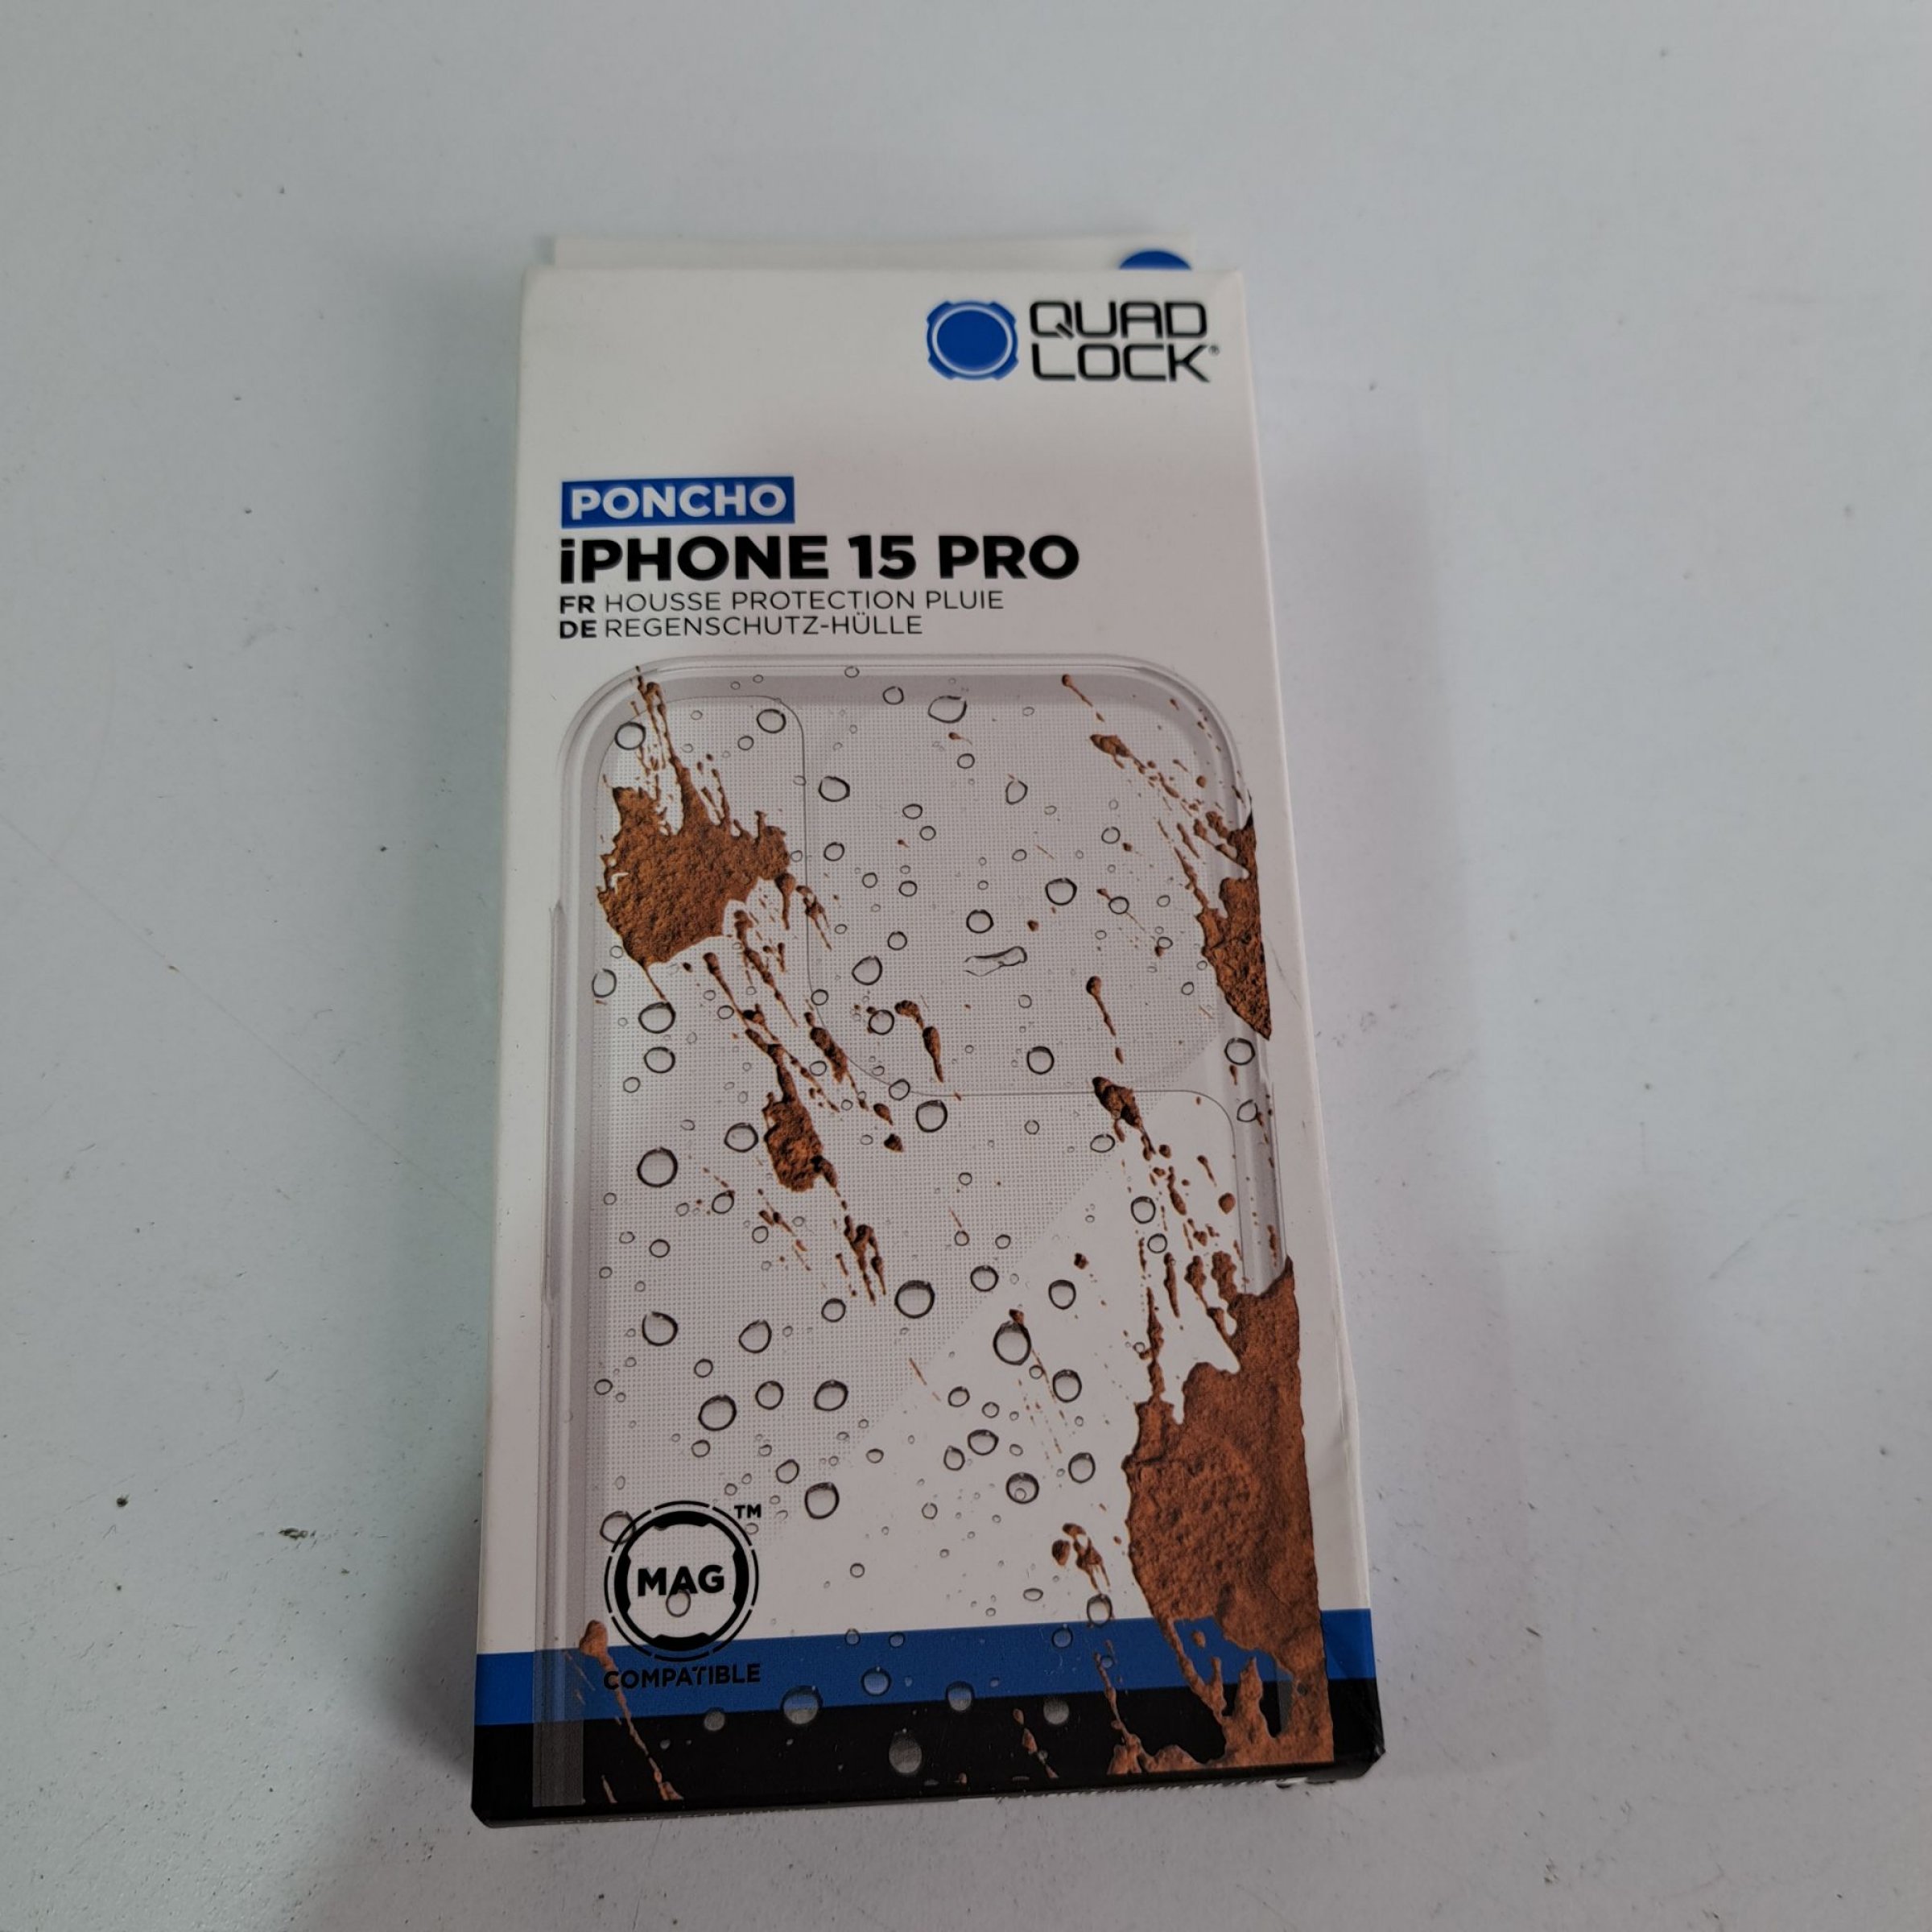 QUAD
LOCK®
PONCHO
iPHONE 15 PRO
FR HOUSSE PROTECTION PLUIE
DE REGENSCHUTZ-HÜLLE
MAG™
COMPATIBLE